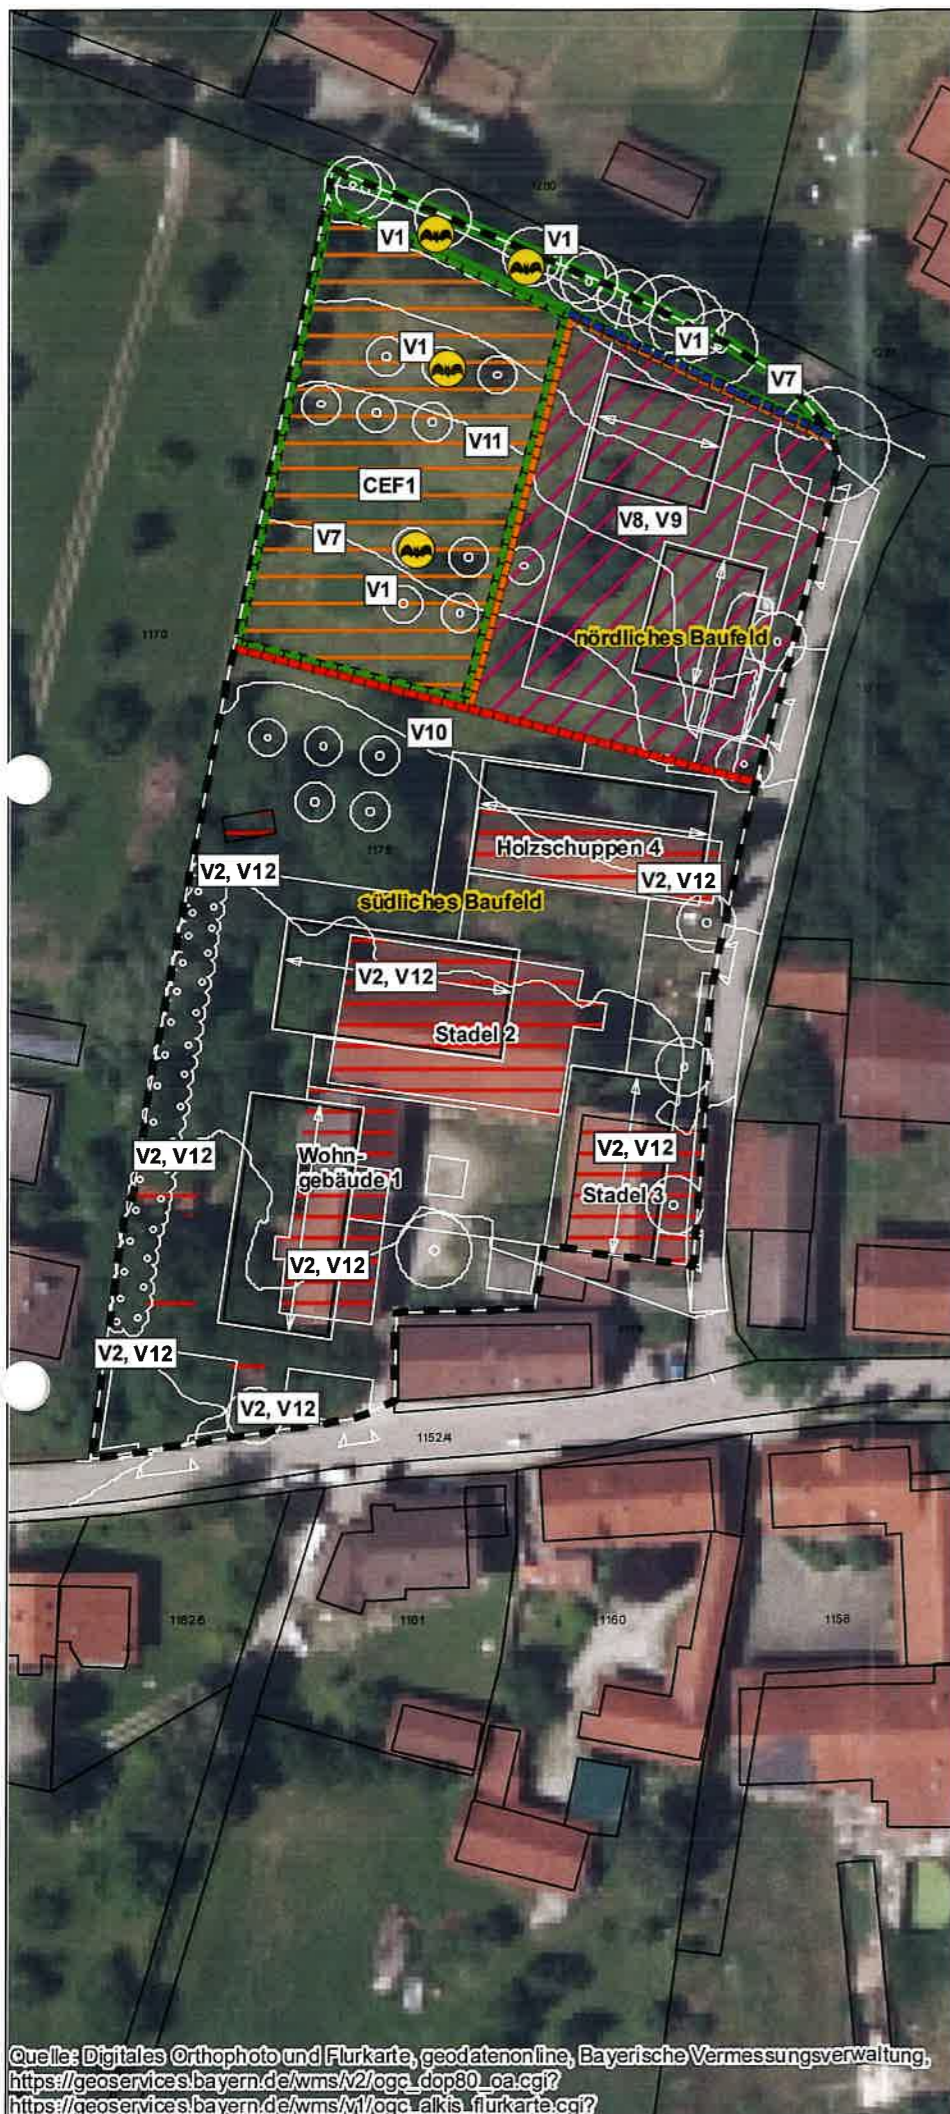 1280
V1
V1
V1
V7
V1
V11
CEF1
V8, V9
V7
V1
nördliches Baufeld
1170
V10
Holzschuppen 4
V2, V12
V2, V12
südliches Baufeld
V2, V12
Stadel 2
V2, V12
Wohn-
gebäude 1
V2, V12
Stadel 3
V2, V12
V2, V12
V2, V12
1152/4
1161
1160
1158
Quelle: Digitales Orthophoto und Flurkarte, geodatenonline, Bayerische Vermessungsverwaltung,
https://geoservices.bayern.de/wms/v2/ogc_dop80_oa.cgi?
https://geoservices.bayern.de/wms/v1/ogc_alkis_flurkarte.cgi?